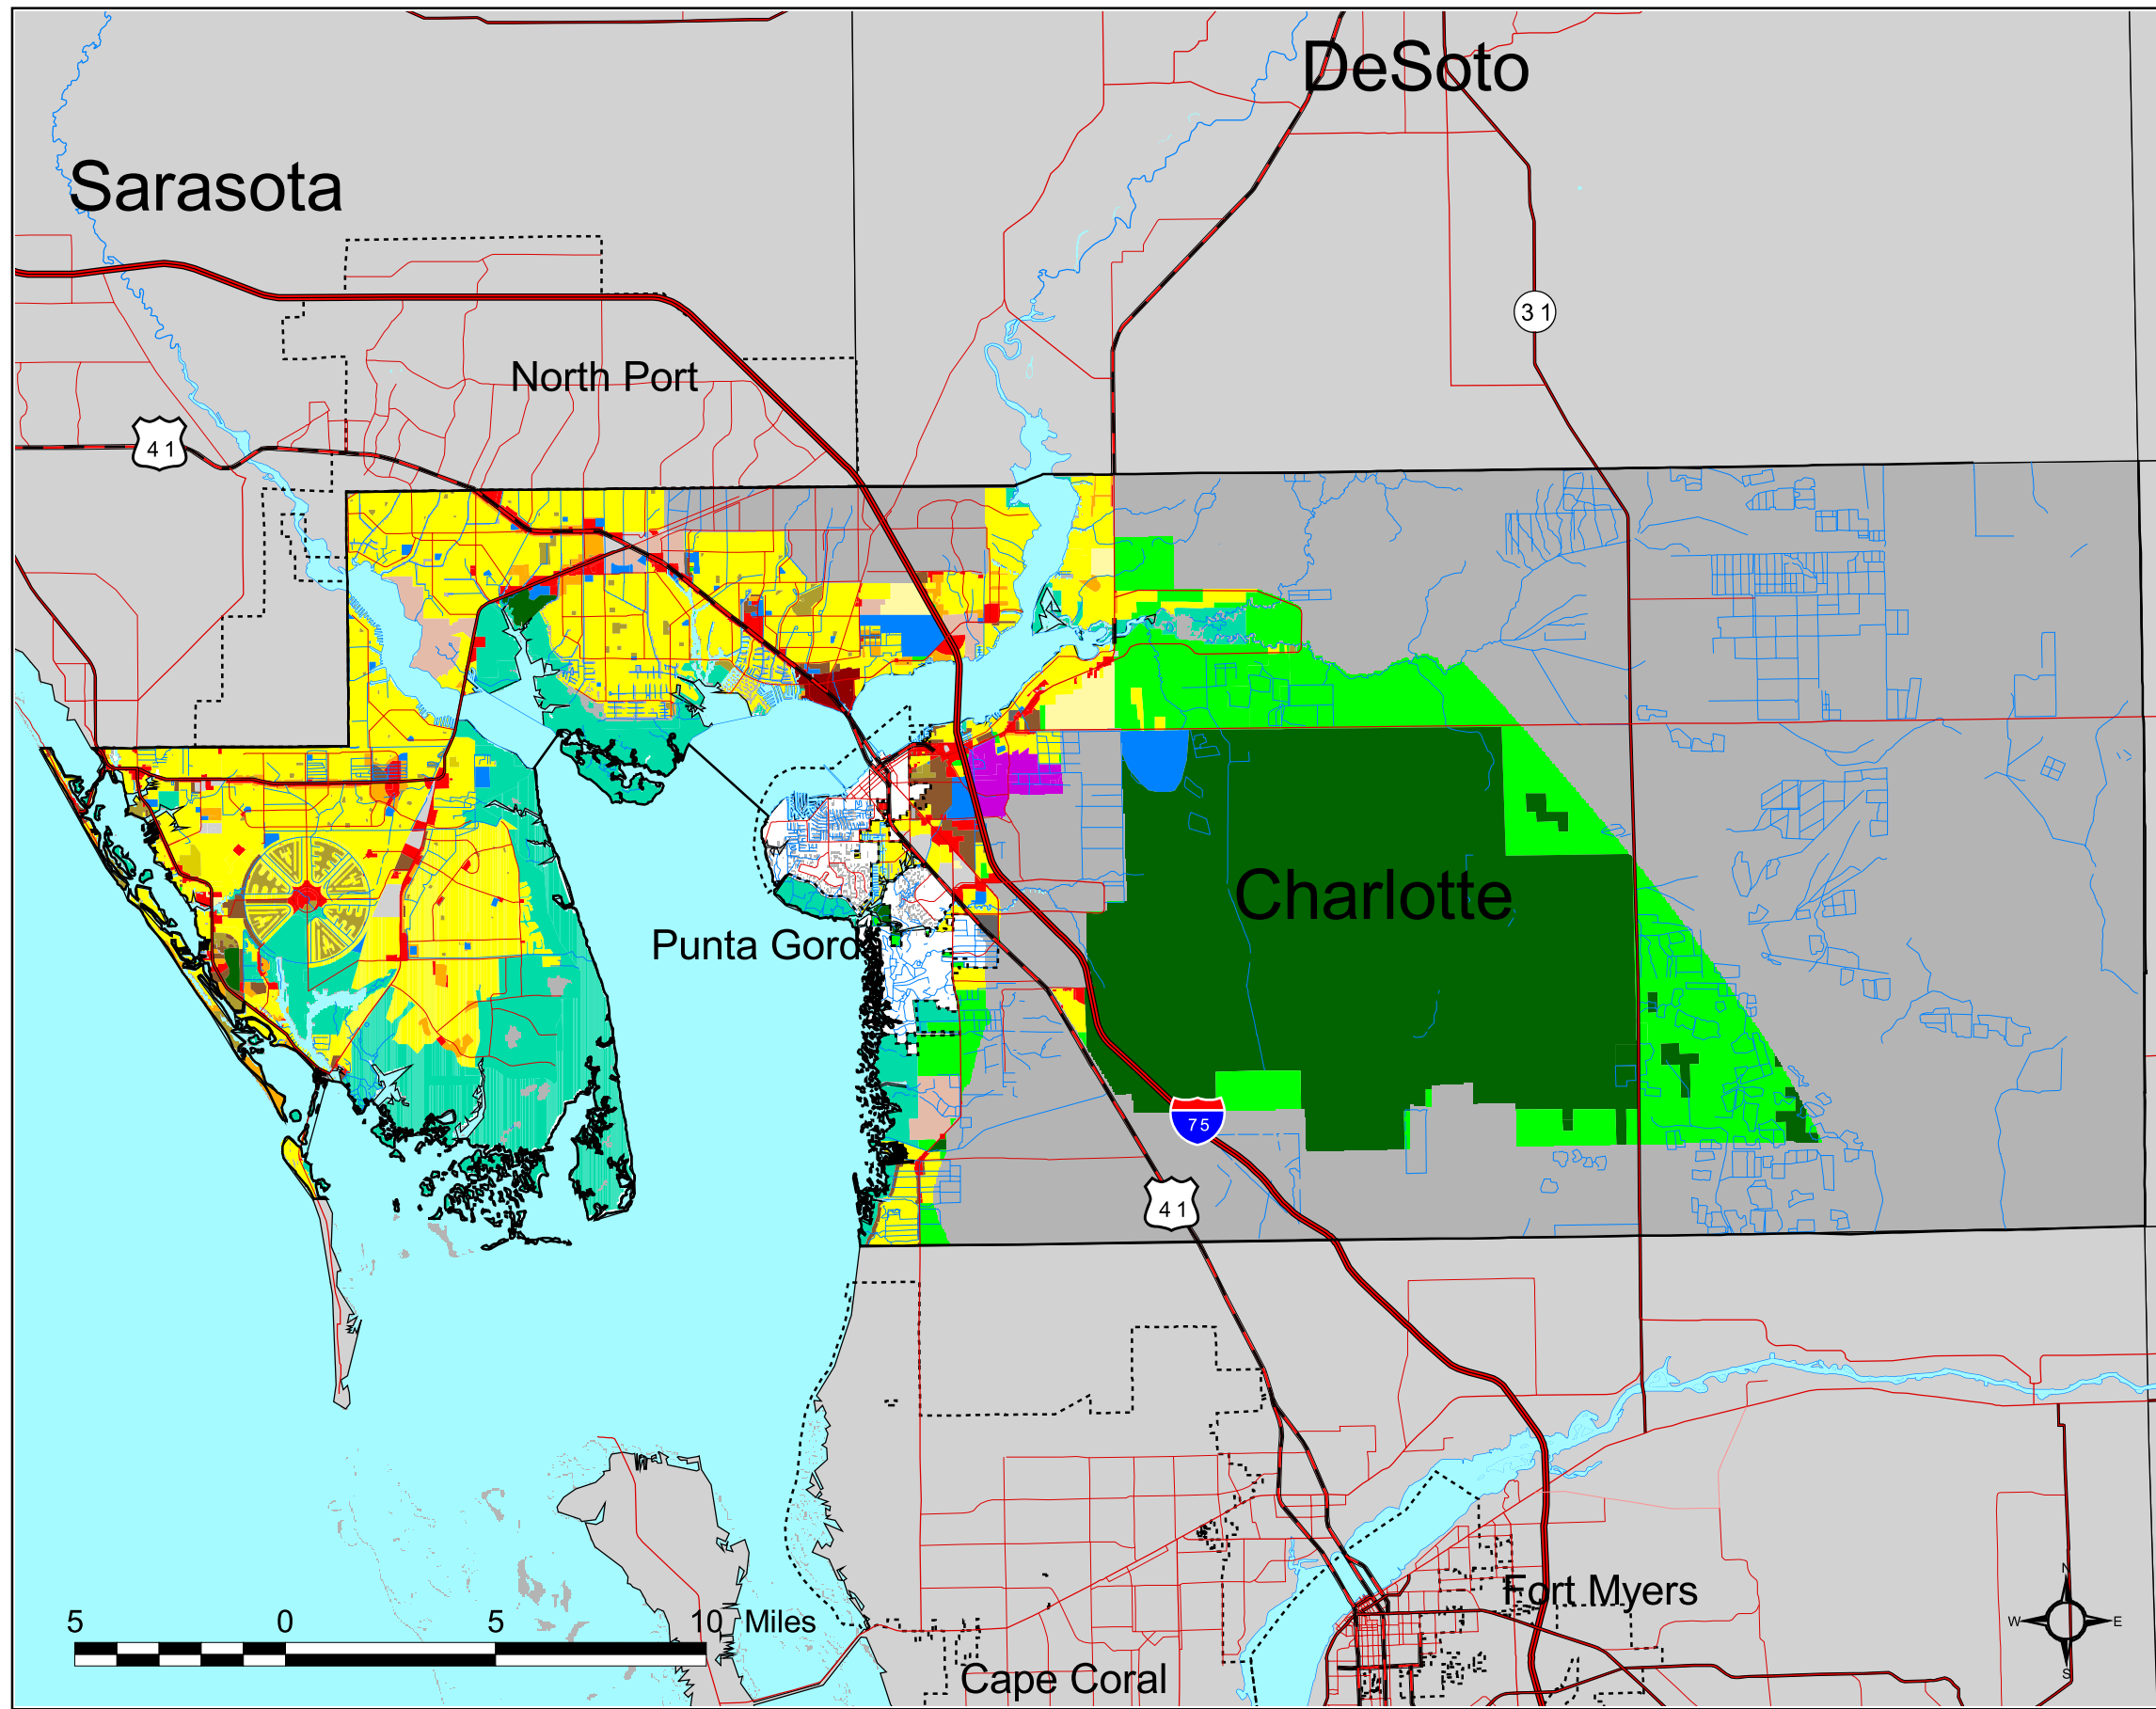 DeSoto
Sarasota
31
North Port
41
Charlotte
Punta Gord
75
41
Fort Myers
5 0 5 10 Miles
N
W E
S
Cape Coral